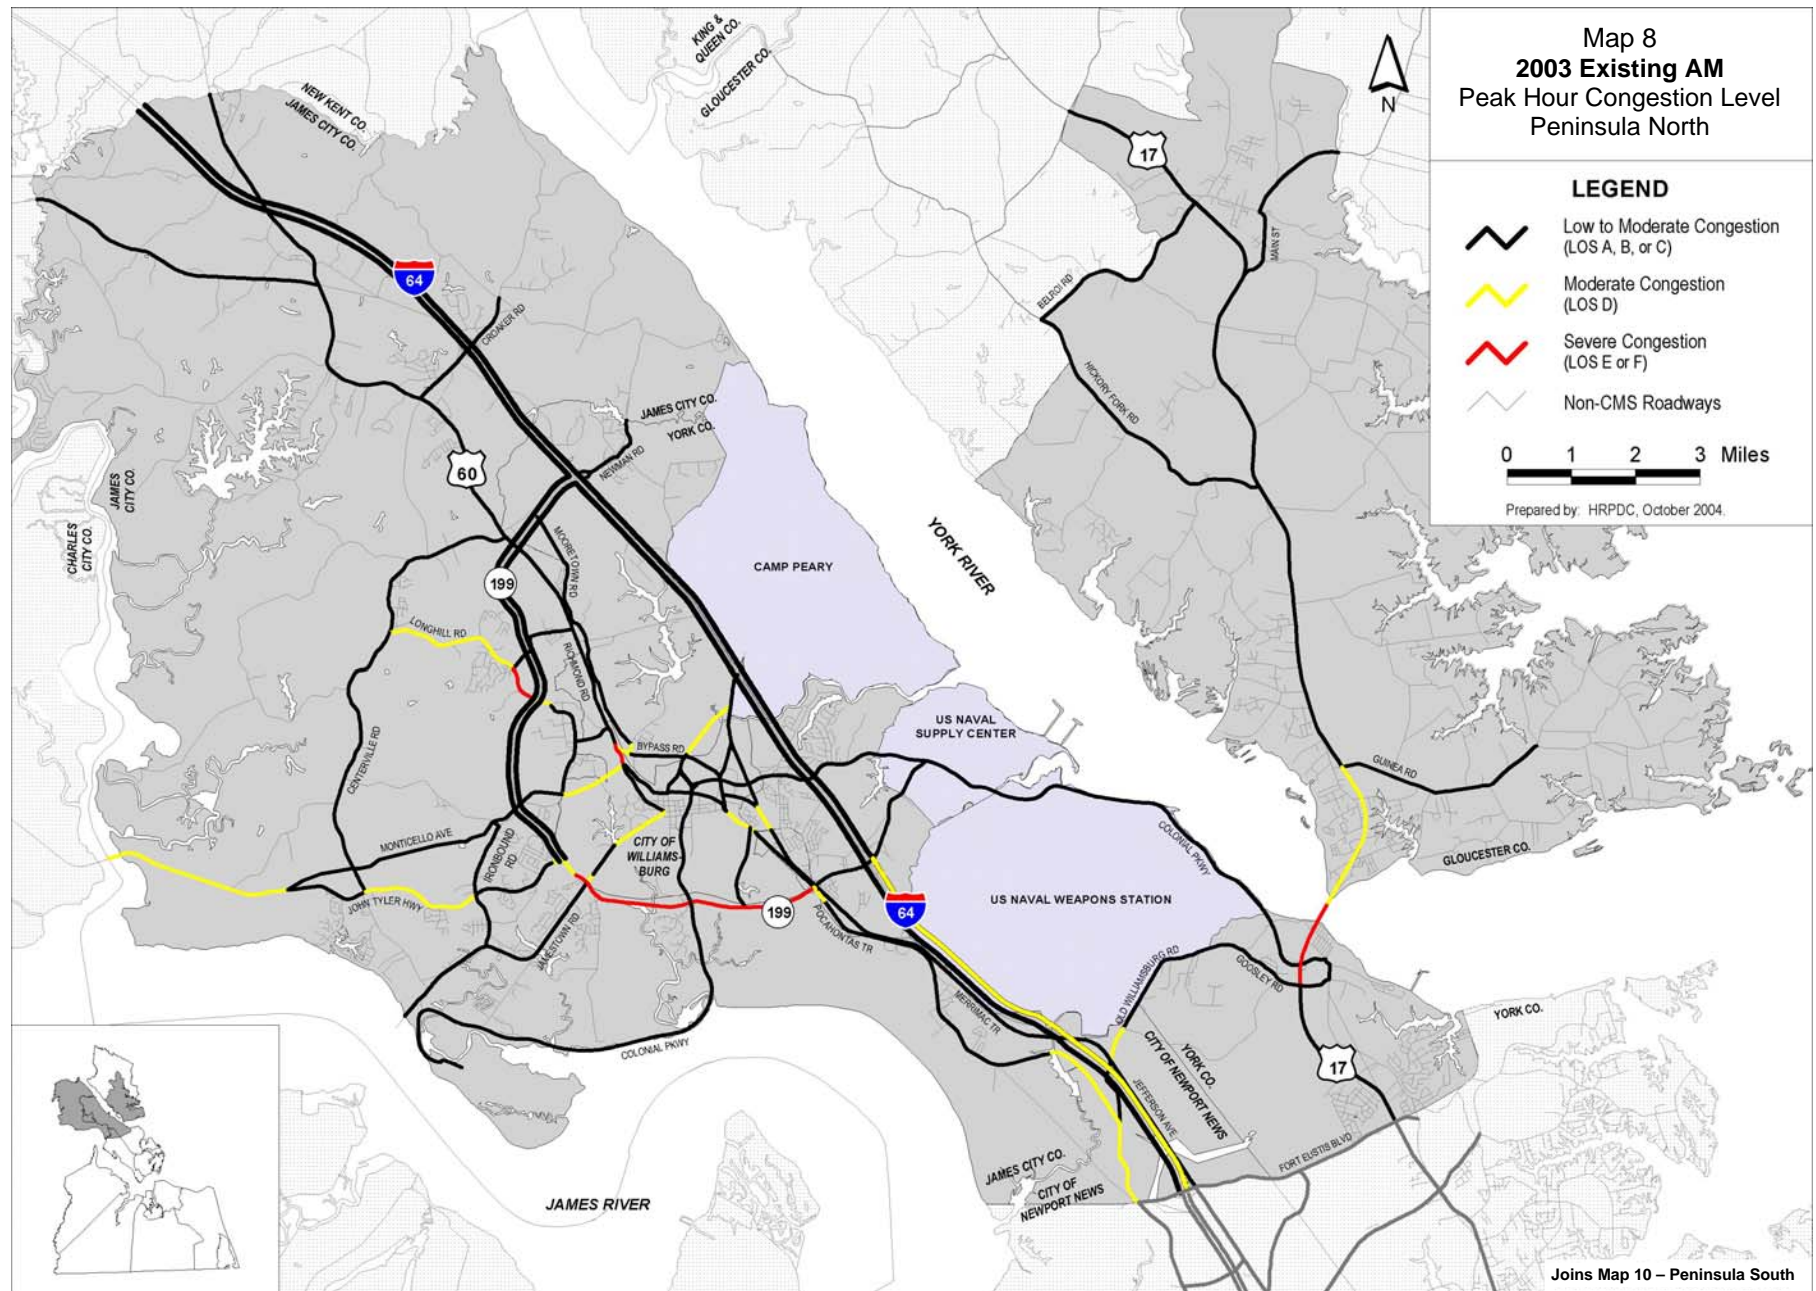 Map 8
2003 Existing AM
Peak Hour Congestion Level
Peninsula North
LEGEND
Low to Moderate Congestion
(LOS A, B, or C)
Moderate Congestion
(LOS D)
Severe Congestion
(LOS E or F)
Non-CMS Roadways
0 1 2 3 Miles
Prepared by: HRPDC, October 2004.
N
KING &
QUEEN CO.
GLOUCESTER CO.
NEW KENT CO.
JAMES CITY CO.
17
MAIN ST
64
BELROI RD
CROAKER RD
HICKORY FORK RD
JAMES CITY CO.
YORK CO.
60
NEWMAN RD
JAMES
CITY CO.
CHARLES
CITY CO.
MOORETOWN RD
CAMP PEARY
YORK RIVER
199
LONGHILL RD
RICHMOND RD
US NAVAL
SUPPLY CENTER
BYPASS RD
CENTERVILLE RD
GUINEA RD
MONTICELLO AVE
IRONBOUND
RD
CITY OF
WILLIAMS-
BURG
COLONIAL PKWY
GLOUCESTER CO.
US NAVAL WEAPONS STATION
JOHN TYLER HWY
199
64
POCAHONTAS TR
JAMESTOWN RD
OLD WILLIAMSBURG RD
GOOSLEY RD
MERRIMAC TR
YORK CO.
COLONIAL PKWY
YORK CO.
CITY OF NEWPORT NEWS
17
JEFFERSON AVE
FORT EUSTIS BLVD
JAMES CITY CO.
CITY OF
NEWPORT NEWS
JAMES RIVER
Joins Map 10 – Peninsula South